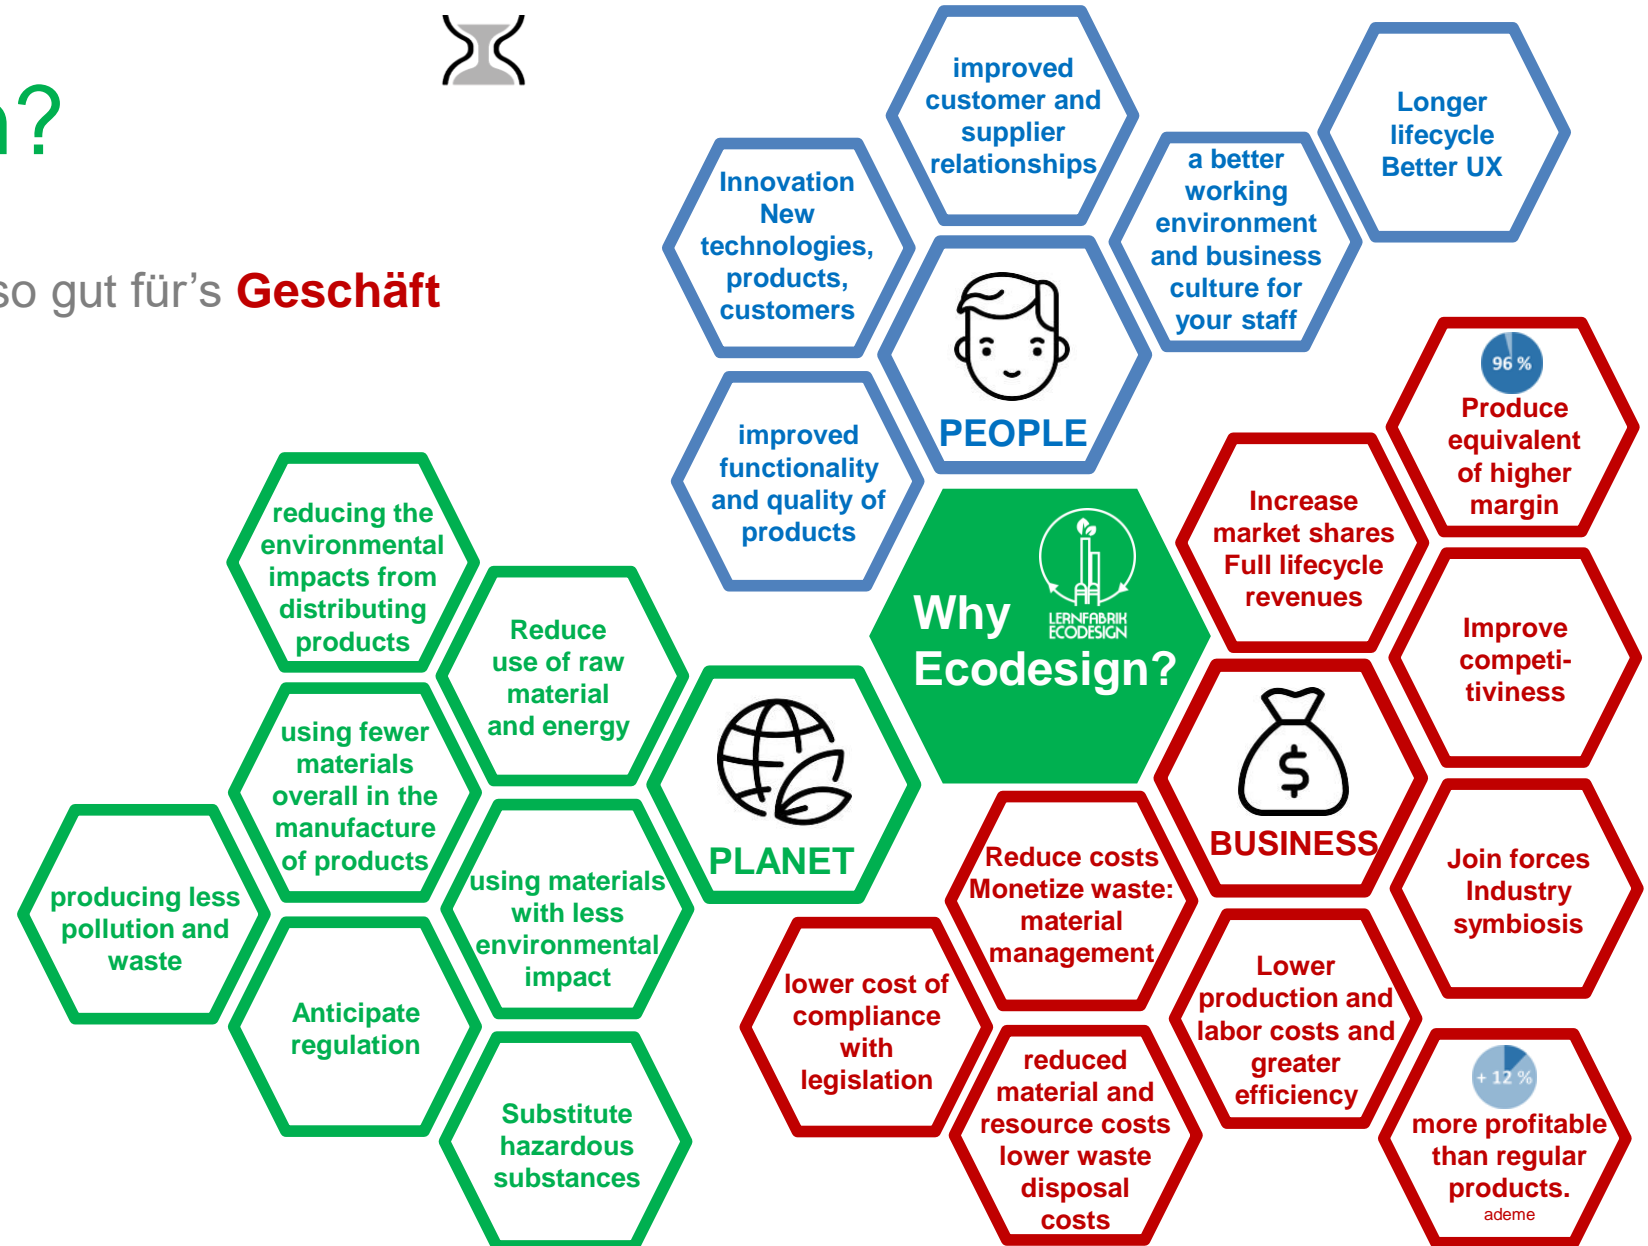 n?
so gut für’s Geschäft
improved
customer and
supplier
relationships
Longer
lifecycle
Better UX
Innovation
New
technologies,
products,
customers
a better
working
environment
and business
culture for
your staff
PEOPLE
improved
functionality
and quality of
products
96 %
Produce
equivalent
of higher
margin
Increase
market shares
Full lifecycle
revenues
Why
Ecodesign?
LERNFABRIK
ECODESIGN
reducing the
environmental
impacts from
distributing
products
Reduce
use of raw
material
and energy
Improve
competi-
tiviness
using fewer
materials
overall in the
manufacture
of products
PLANET
$
BUSINESS
producing less
pollution and
waste
using materials
with less
environmental
impact
Reduce costs
Monetize waste:
material
management
Join forces
Industry
symbiosis
Anticipate
regulation
lower cost of
compliance
with
legislation
Lower
production and
labor costs and
greater
efficiency
Substitute
hazardous
substances
reduced
material and
resource costs
lower waste
disposal
costs
+ 12 %
more profitable
than regular
products.
ademe